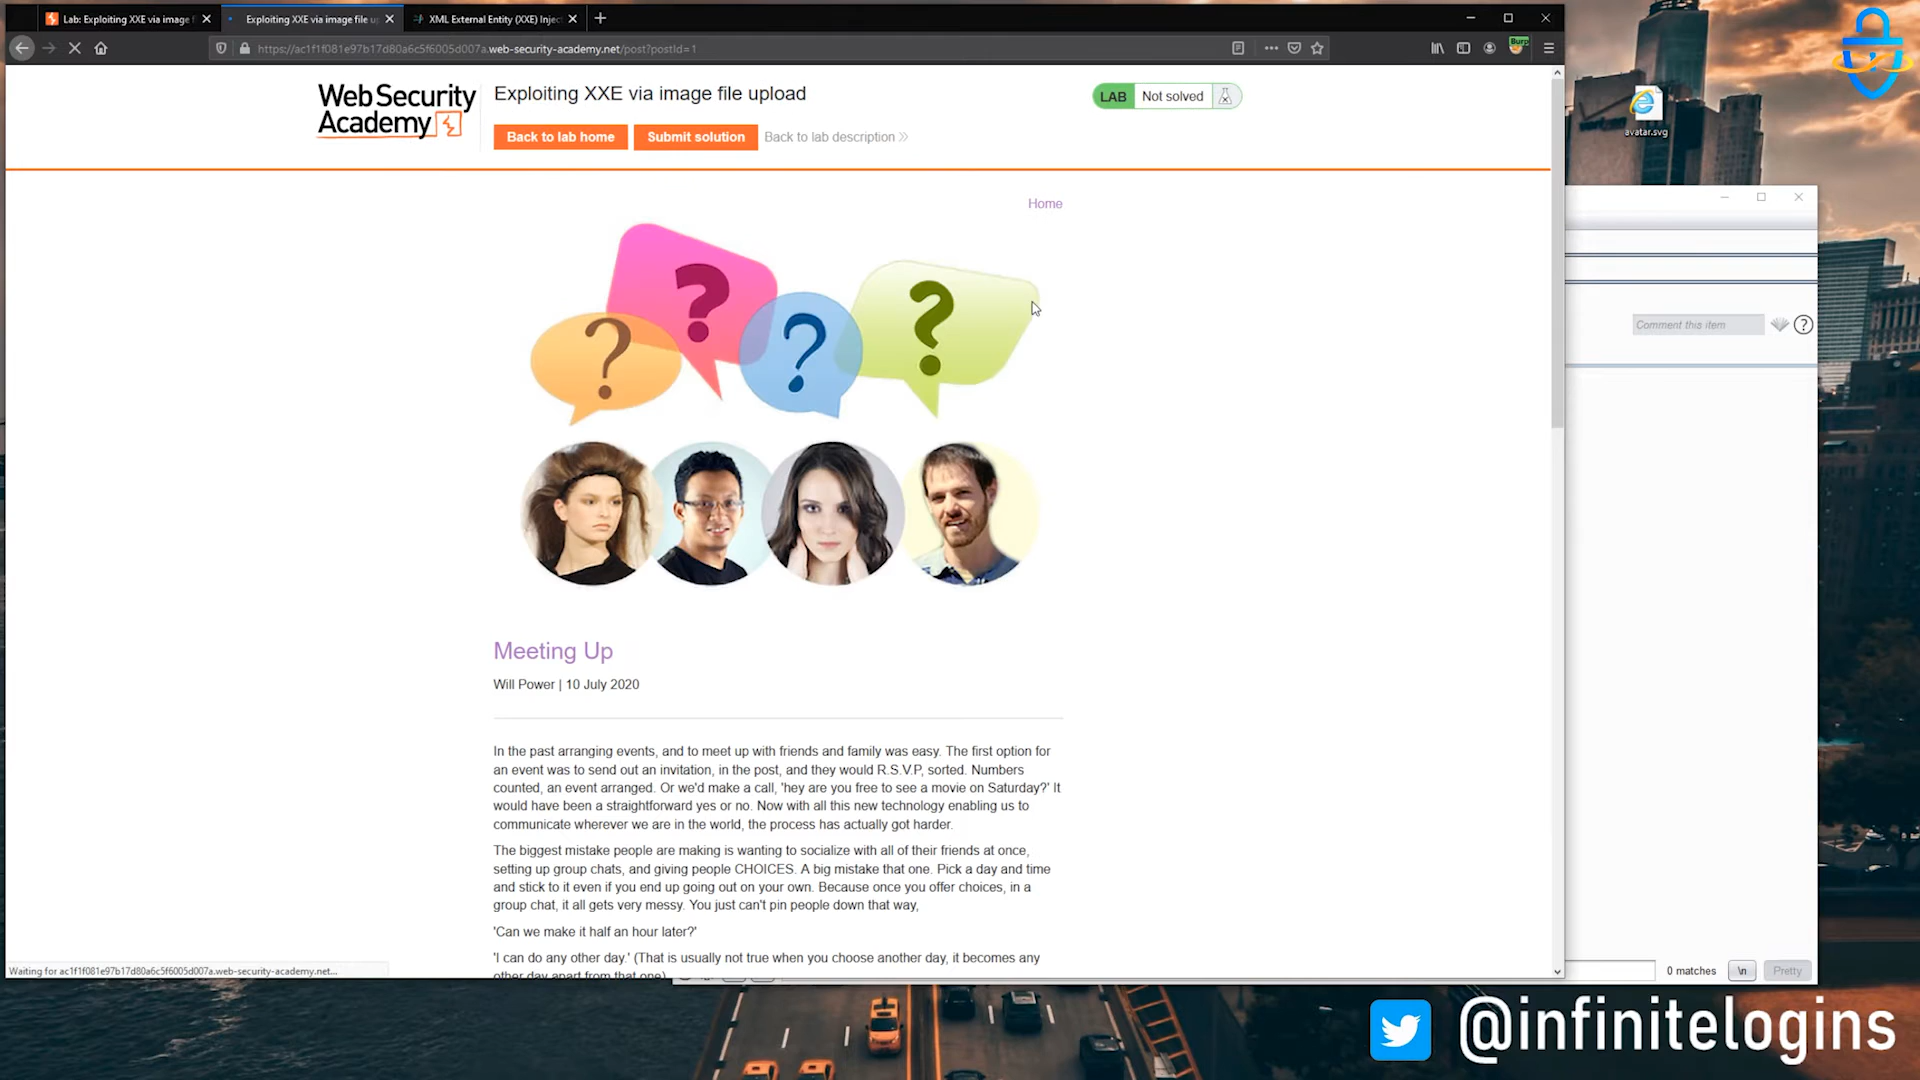 Lab: Exploiting XXE via image f
Exploiting XXE via image file u
XML External Entity (XXE) Injec
https://ac1f1f081e97b17d80a6c5f6005d007a.web-security-academy.net/post?postId=1
Burp
Web Security
Academy
Exploiting XXE via image file upload
LAB Not solved
Back to lab home
Submit solution
Back to lab description
avatar.svg
Home
Comment this item
?
? ? ? ?
Meeting Up
Will Power | 10 July 2020
In the past arranging events, and to meet up with friends and family was easy. The first option for
an event was to send out an invitation, in the post, and they would R.S.V.P, sorted. Numbers
counted, an event arranged. Or we'd make a call, 'hey are you free to see a movie on Saturday?' It
would have been a straightforward yes or no. Now with all this new technology enabling us to
communicate wherever we are in the world, the process has actually got harder.
The biggest mistake people are making is wanting to socialize with all of their friends at once,
setting up group chats, and giving people CHOICES. A big mistake that one. Pick a day and time
and stick to it even if you end up going out on your own. Because once you offer choices, in a
group chat, it all gets very messy. You just can't pin people down that way,
'Can we make it half an hour later?'
'I can do any other day.' (That is usually not true when you choose another day, it becomes any
other day apart from that one)
Waiting for ac1f1f081e97b17d80a6c5f6005d007a.web-security-academy.net...
0 matches
\n
Pretty
@infinitelogins